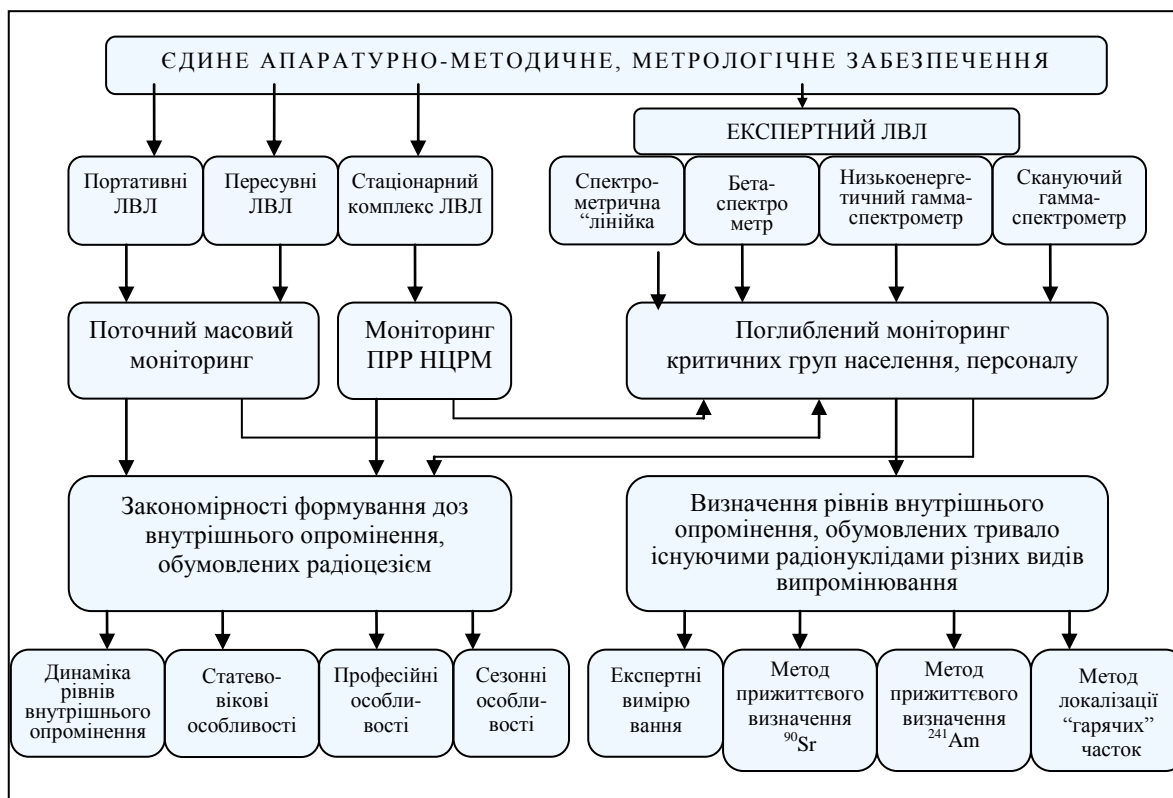 ЄДИНЕ АПАРАТУРНО-МЕТОДИЧНЕ, МЕТРОЛОГІЧНЕ ЗАБЕЗПЕЧЕННЯ
ЕКСПЕРТНИЙ ЛВЛ
Портативні
ЛВЛ
Пересувні
ЛВЛ
Стаціонарний
комплекс ЛВЛ
Спектро-
метрична
“лінійка
Бета-
спектро
метр
Низькоенерге-
тичний гамма-
спектрометр
Скануючий
гамма-
спектрометр
Поточний масовий
моніторинг
Моніторинг
ПРР НЦРМ
Поглиблений моніторинг
критичних груп населення, персоналу
Закономірності формування доз
внутрішнього опромінення,
обумовлених радіоцезієм
Визначення рівнів внутрішнього
опромінення, обумовлених тривало
існуючими радіонуклідами різних видів
випромінювання
Динаміка
рівнів
внутрішнього
опромінення
Статево-
вікові
особливості
Професійні
особли-
вості
Сезонні
особли-
вості
Експертні
вимірю
вання
Метод
прижиттєвого
визначення
⁹⁰Sr
Метод
прижиттєвого
визначення
²⁴¹Am
Метод
локалізації
“гарячих”
часток